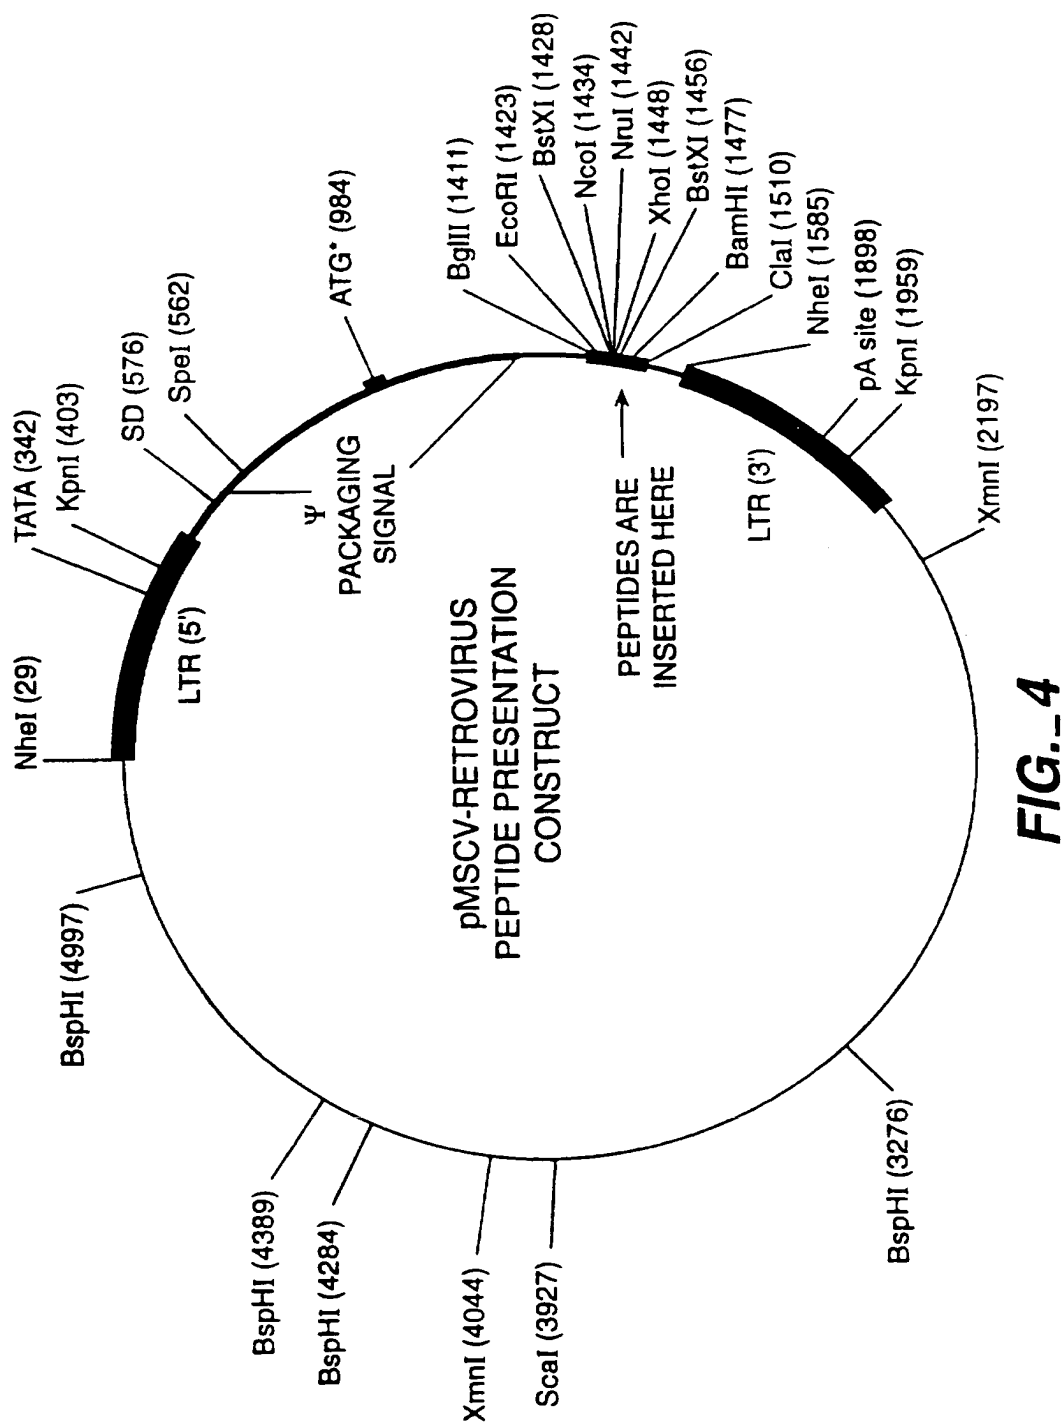 NheI (29)
TATA (342)
KpnI (403)
SD (576)
SpeI (562)
ATG* (984)
BglII (1411)
EcoRI (1423)
BstXI (1428)
NcoI (1434)
NruI (1442)
XhoI (1448)
BstXI (1456)
BamHI (1477)
ClaI (1510)
NheI (1585)
pA site (1898)
KpnI (1959)
XmnI (2197)
BspHI (3276)
ScaI (3927)
XmnI (4044)
BspHI (4284)
BspHI (4389)
BspHI (4997)
LTR (5')
Ψ
PACKAGING
SIGNAL
PEPTIDES ARE
INSERTED HERE
LTR (3')
pMSCV-RETROVIRUS
PEPTIDE PRESENTATION
CONSTRUCT
FIG._4